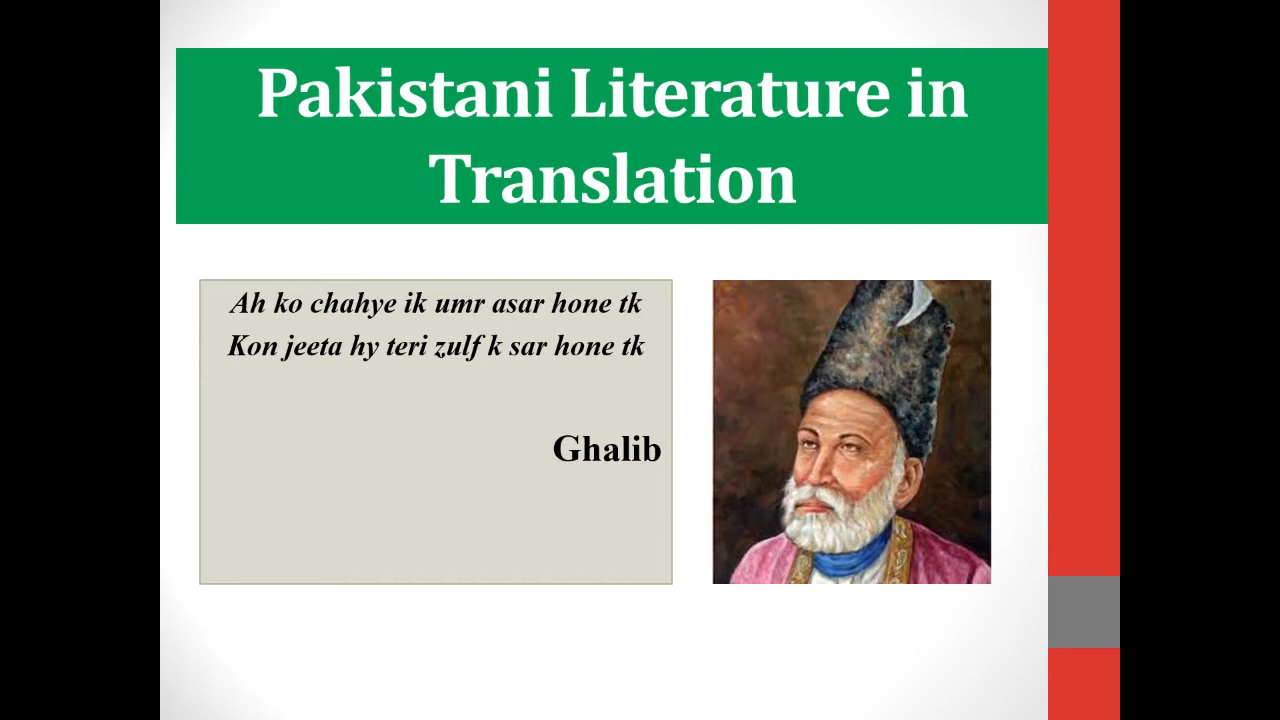 Pakistani Literature in
Translation
Ah ko chahye ik umr asar hone tk
Kon jeeta hy teri zulf k sar hone tk
Ghalib